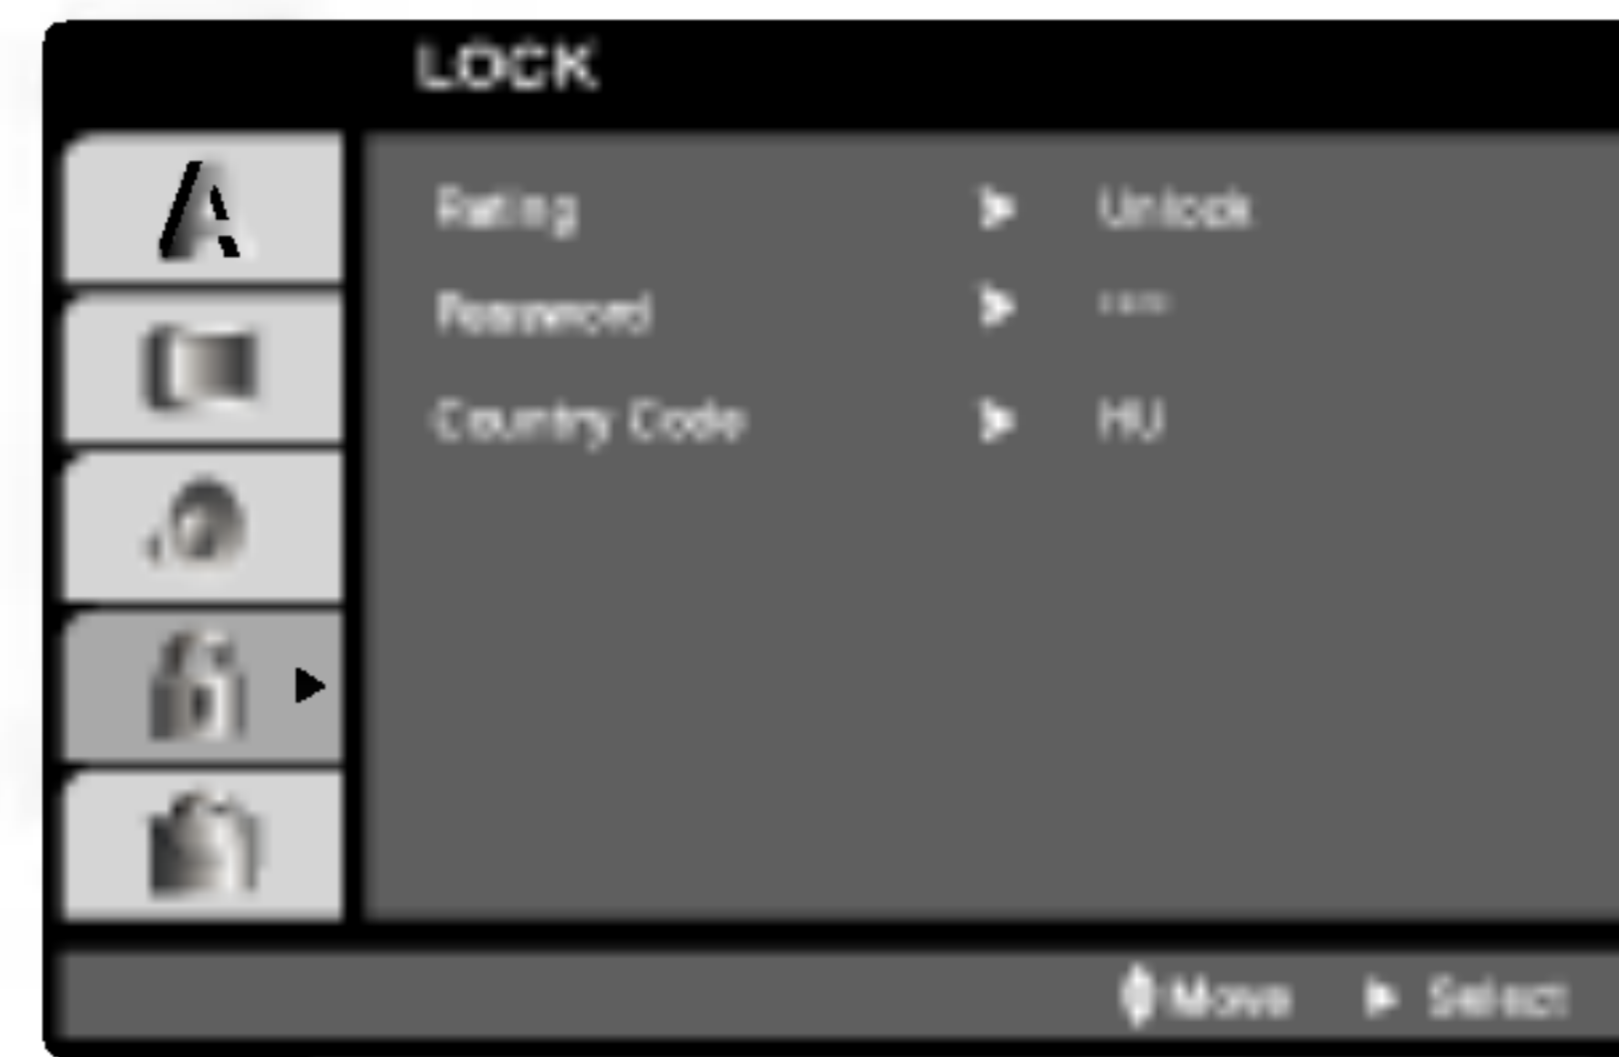 LOCK
A
Rating Unlock
Password ****
Country Code HU
Move Select